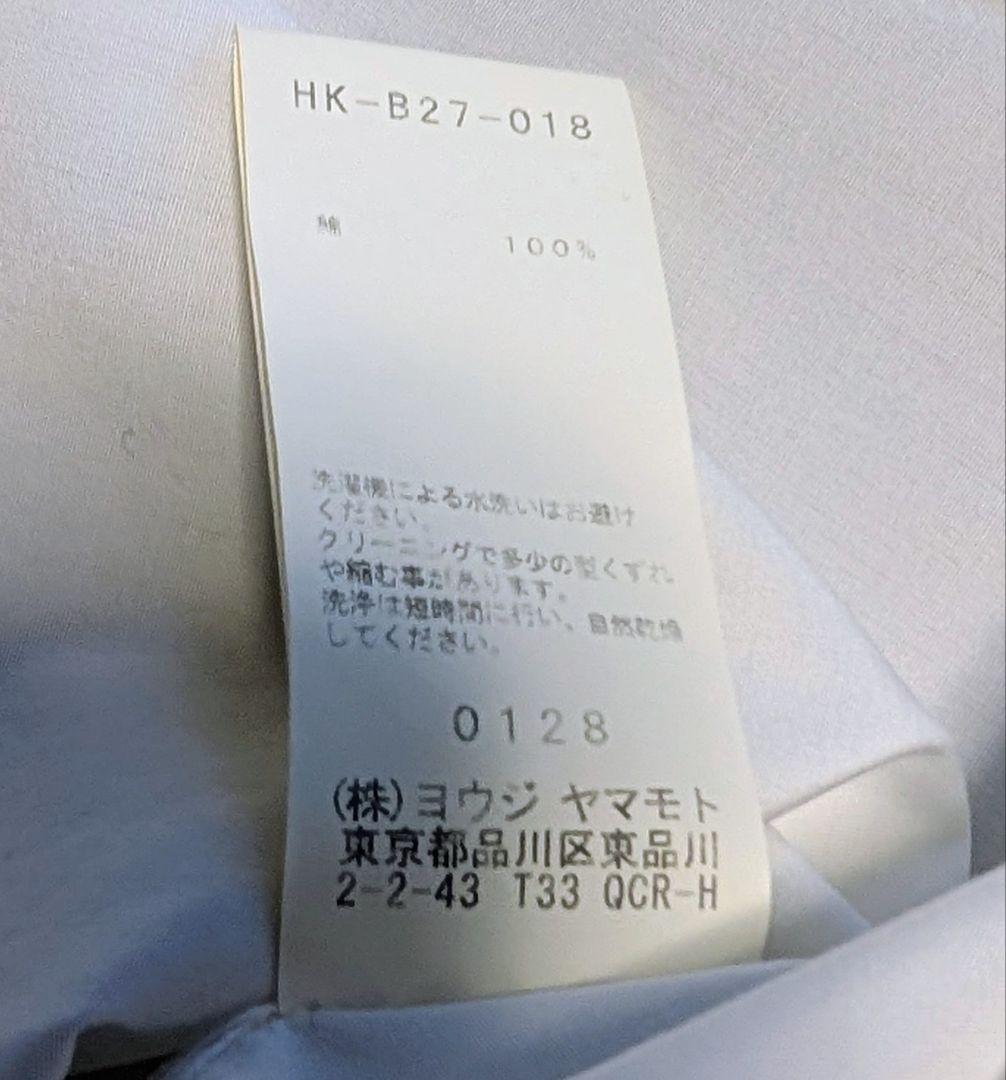 HK-B27-018
綿 100%
洗濯機による水洗いはお避け
ください。
クリーニングで多少の型くずれ
や縮む事があります。
洗浄は短時間に行い、自然乾燥
してください。
0128
(株)ヨウジ ヤマモト
東京都品川区東品川
2-2-43 T33 QCR-H